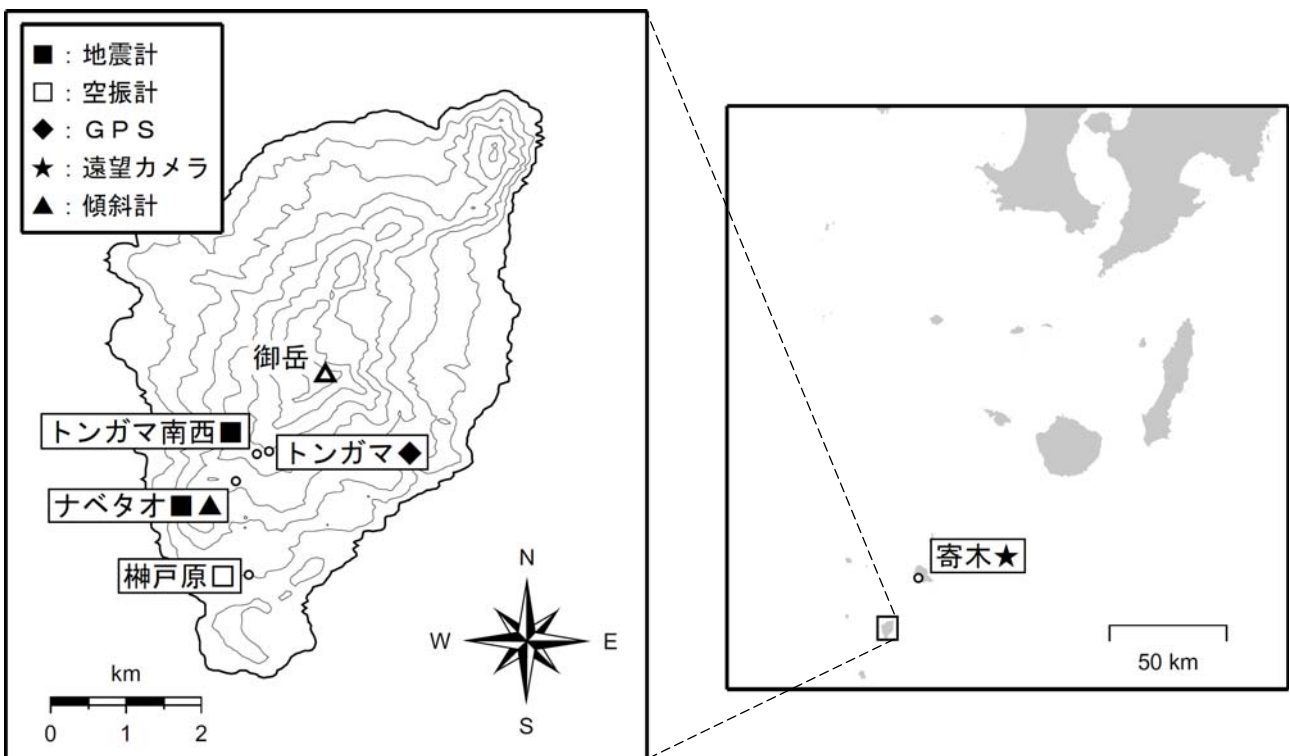 ■：地震計
□：空振計
◆：ＧＰＳ
★：遠望カメラ
▲：傾斜計
御岳
トンガマ南西■
トンガマ◆
ナベタオ■▲
榊戸原□
N
W
E
S
km
0
1
2
寄木★
50 km